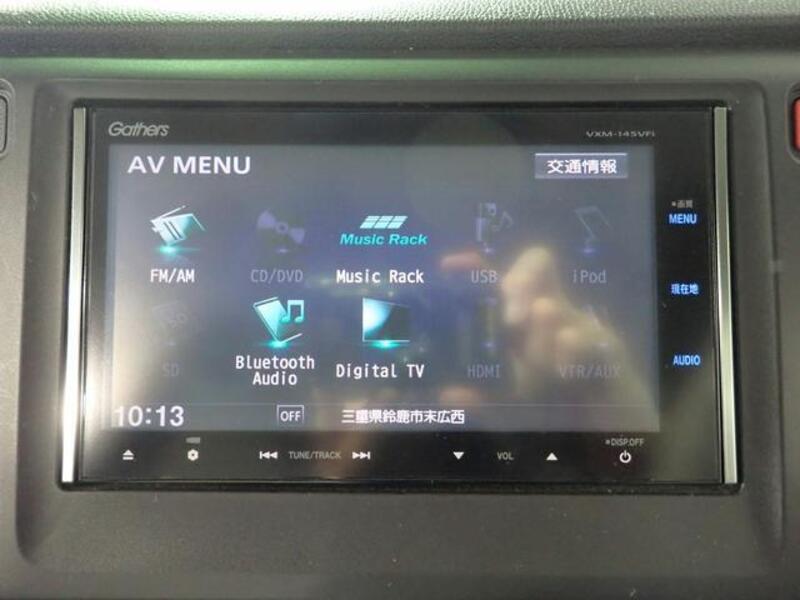 Gathers
VXM-145VFi
AV MENU
交通情報
*画質
MENU
FM/AM
CD/DVD
Music Rack
Music Rack
USB
iPod
現在地
SD
Bluetooth
Audio
Digital TV
HDMI
VTR/AUX
AUDIO
10:13
OFF
三重県鈴鹿市末広西
*DISP.OFF
TUNE/TRACK
VOL